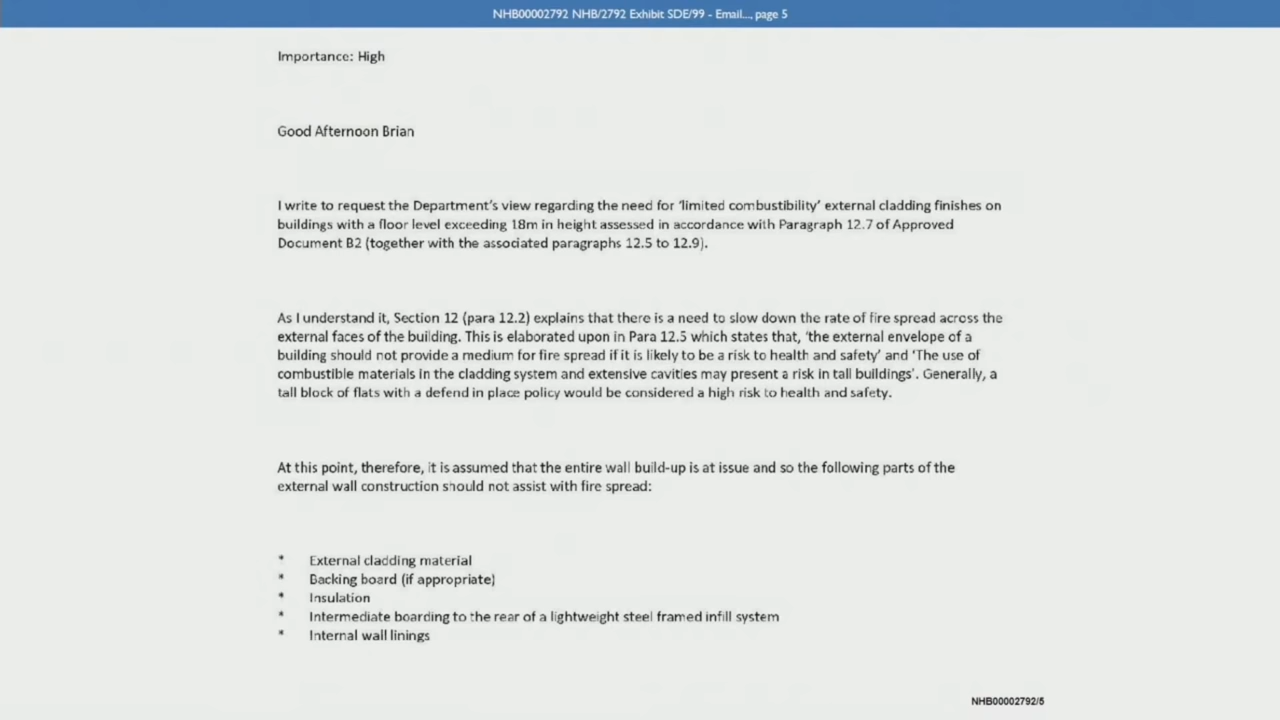 NHB00002792 NHB/2792 Exhibit SDE/99 - Email..., page 5
Importance: High
Good Afternoon Brian
I write to request the Department's view regarding the need for 'limited combustibility' external cladding finishes on
buildings with a floor level exceeding 18m in height assessed in accordance with Paragraph 12.7 of Approved
Document B2 (together with the associated paragraphs 12.5 to 12.9).
As I understand it, Section 12 (para 12.2) explains that there is a need to slow down the rate of fire spread across the
external faces of the building. This is elaborated upon in Para 12.5 which states that, 'the external envelope of a
building should not provide a medium for fire spread if it is likely to be a risk to health and safety' and 'The use of
combustible materials in the cladding system and extensive cavities may present a risk in tall buildings'. Generally, a
tall block of flats with a defend in place policy would be considered a high risk to health and safety.
At this point, therefore, it is assumed that the entire wall build-up is at issue and so the following parts of the
external wall construction should not assist with fire spread:
* External cladding material
* Backing board (if appropriate)
* Insulation
* Intermediate boarding to the rear of a lightweight steel framed infill system
* Internal wall linings
NHB00002792/5